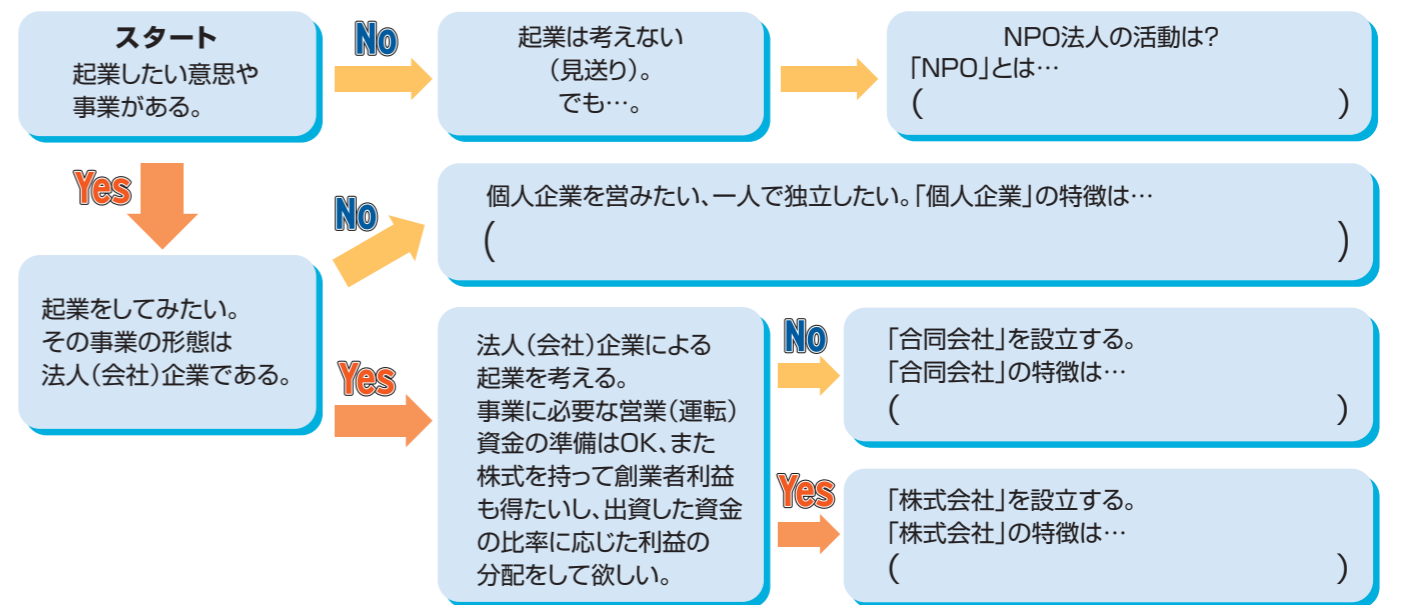 スタート
起業したい意思や
事業がある。
No
起業は考えない
(見送り)。
でも…。
NPO法人の活動は?
「NPO」とは…
(　　　)
Yes
No
個人企業を営みたい、一人で独立したい。「個人企業」の特徴は…
(　　　)
起業をしてみたい。
その事業の形態は
法人(会社)企業である。
Yes
法人(会社)企業による
起業を考える。
事業に必要な営業(運転)
資金の準備はOK、また
株式を持って創業者利益
も得たいし、出資した資金
の比率に応じた利益の
分配をして欲しい。
No
「合同会社」を設立する。
「合同会社」の特徴は…
(　　　)
Yes
「株式会社」を設立する。
「株式会社」の特徴は…
(　　　)